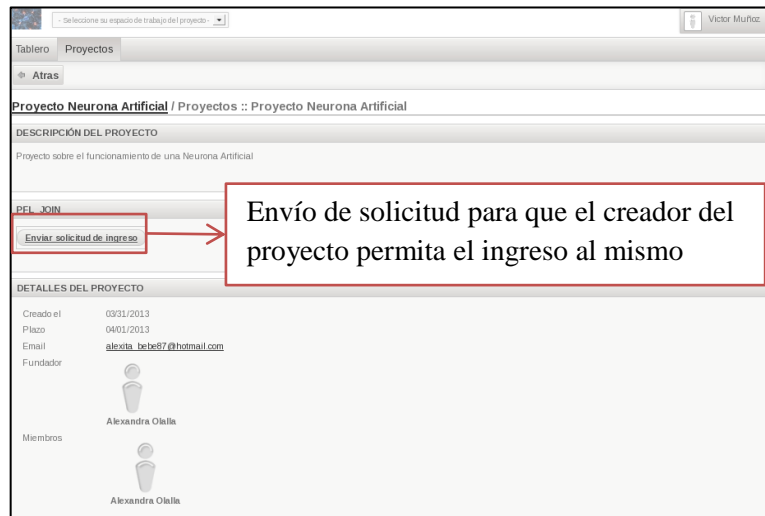 - Seleccione su espacio de trabajo del proyecto -
Victor Muñoz
Tablero Proyectos
Atras
Proyecto Neurona Artificial / Proyectos :: Proyecto Neurona Artificial
DESCRIPCIÓN DEL PROYECTO
Proyecto sobre el funcionamiento de una Neurona Artificial
PFL_JOIN
Enviar solicitud de ingreso
Envío de solicitud para que el creador del
proyecto permita el ingreso al mismo
DETALLES DEL PROYECTO
Creado el 03/31/2013
Plazo 04/01/2013
Email alexita_bebe87@hotmail.com
Fundador
Alexandra Olalla
Miembros
Alexandra Olalla